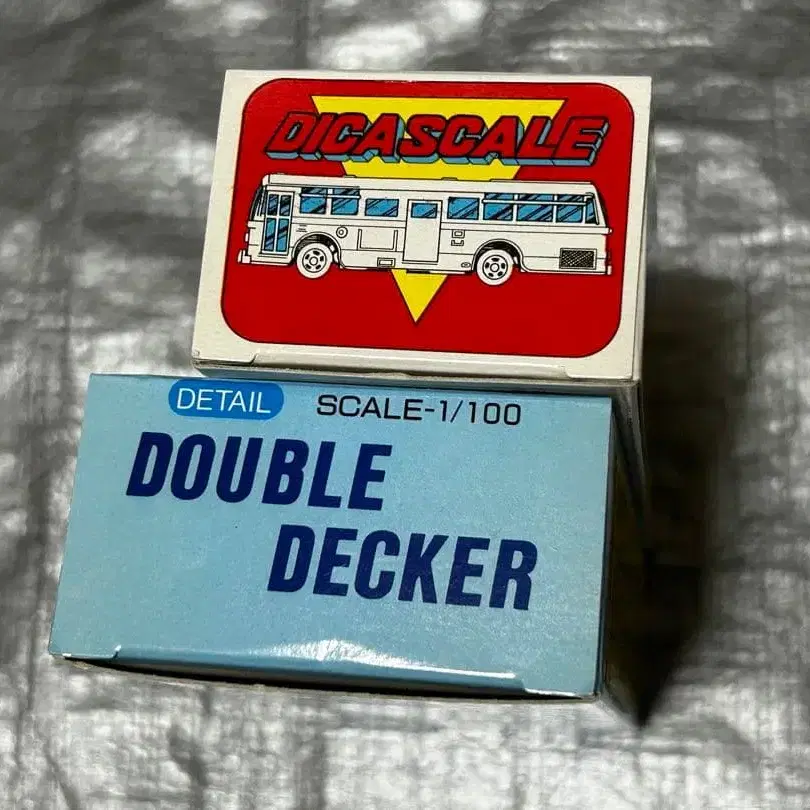 DICASCALE
DETAIL SCALE-1/100
DOUBLE
DECKER